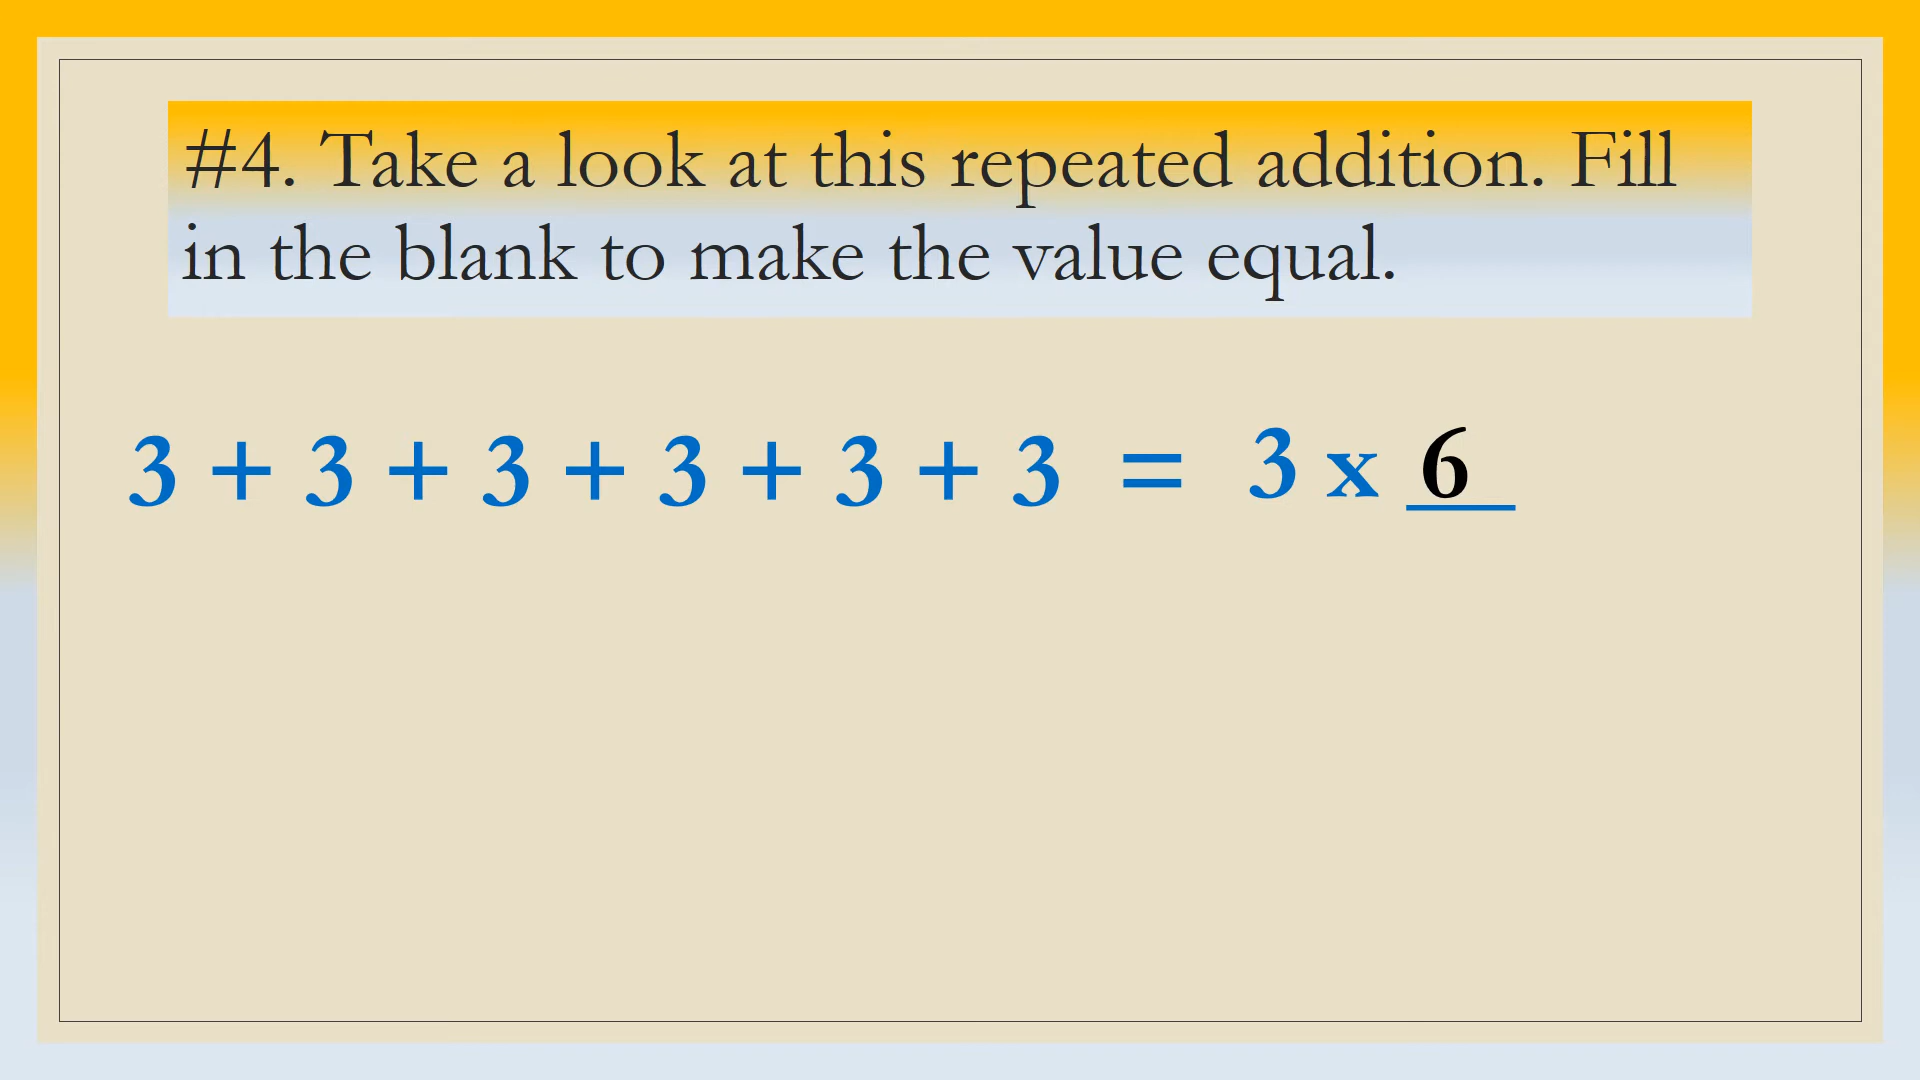 #4. Take a look at this repeated addition. Fill
in the blank to make the value equal.
3 + 3 + 3 + 3 + 3 + 3 = 3 x 6